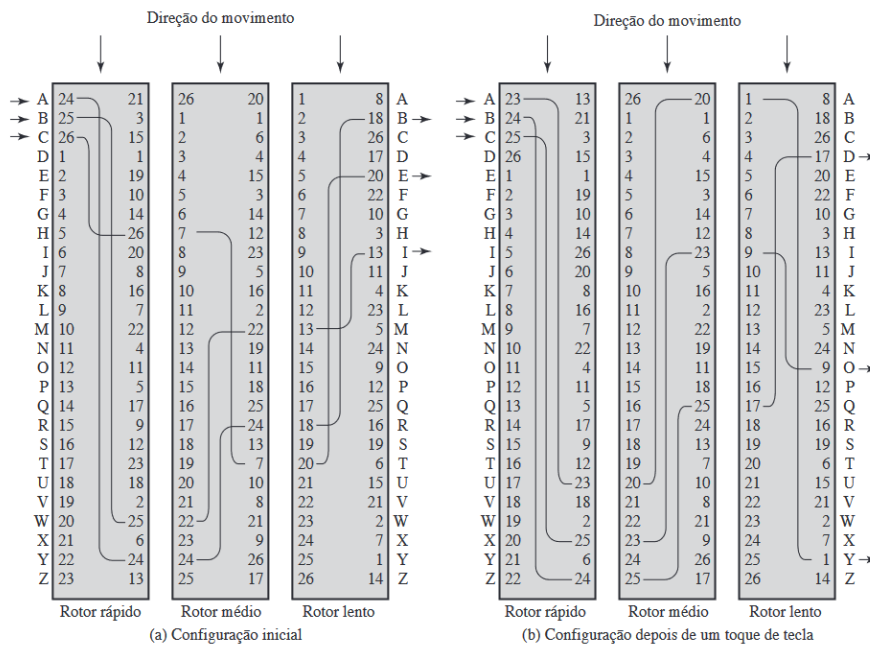 Direção do movimento Direção do movimento
A 24 21 26 20 1 8 A A 23 13 26 20 1 8 A
B 25 3 1 1 2 18 B B 24 21 1 1 2 18 B
C 26 15 2 6 3 26 C C 25 3 2 6 3 26 C
D 1 1 3 4 4 17 D D 26 15 3 4 4 17 D
E 2 19 4 15 5 20 E E 1 1 4 15 5 20 E
F 3 10 5 3 6 22 F F 2 19 5 3 6 22 F
G 4 14 6 14 7 10 G G 3 10 6 14 7 10 G
H 5 26 7 12 8 3 H H 4 14 7 12 8 3 H
I 6 20 8 23 9 13 I I 5 26 8 23 9 13 I
J 7 8 9 5 10 11 J J 6 20 9 5 10 11 J
K 8 16 10 16 11 4 K K 7 8 10 16 11 4 K
L 9 7 11 2 12 23 L L 8 16 11 2 12 23 L
M 10 22 12 22 13 5 M M 9 7 12 22 13 5 M
N 11 4 13 19 14 24 N N 10 22 13 19 14 24 N
O 12 11 14 11 15 9 O O 11 4 14 11 15 9 O
P 13 5 15 18 16 12 P P 12 11 15 18 16 12 P
Q 14 17 16 25 17 25 Q Q 13 5 16 25 17 25 Q
R 15 9 17 24 18 16 R R 14 17 17 24 18 16 R
S 16 12 18 13 19 19 S S 15 9 18 13 19 19 S
T 17 23 19 7 20 6 T T 16 12 19 7 20 6 T
U 18 18 20 10 21 15 U U 17 23 20 10 21 15 U
V 19 2 21 8 22 21 V V 18 18 21 8 22 21 V
W 20 25 22 21 23 2 W W 19 2 22 21 23 2 W
X 21 6 23 9 24 7 X X 20 25 23 9 24 7 X
Y 22 24 24 26 25 1 Y Y 21 6 24 26 25 1 Y
Z 23 13 25 17 26 14 Z Z 22 24 25 17 26 14 Z
Rotor rápido Rotor médio Rotor lento Rotor rápido Rotor médio Rotor lento
(a) Configuração inicial (b) Configuração depois de um toque de tecla